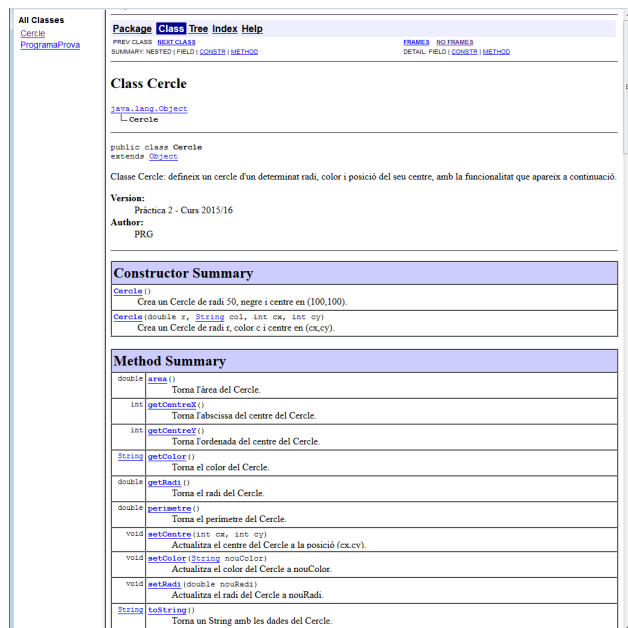 All Classes
Cercle
ProgramaProva
Package Class Tree Index Help
PREV CLASS NEXT CLASS
FRAMES NO FRAMES
SUMMARY: NESTED | FIELD | CONSTR | METHOD
DETAIL: FIELD | CONSTR | METHOD
Class Cercle
java.lang.Object
Cercle
public class Cercle
extends Object
Classe Cercle: defineix un cercle d'un determinat radi, color i posició del seu centre, amb la funcionalitat que apareix a continuació.
Version:
Pràctica 2 - Curs 2015/16
Author:
PRG
Constructor Summary
Cercle()
Crea un Cercle de radi 50, negre i centre en (100,100).
Cercle(double r, String col, int cx, int cy)
Crea un Cercle de radi r, color c i centre en (cx,cy).
Method Summary
double area()
Torna l'àrea del Cercle.
int getCentreX()
Torna l'abscissa del centre del Cercle.
int getCentreY()
Torna l'ordenada del centre del Cercle.
String getColor()
Torna el color del Cercle.
double getRadi()
Torna el radi del Cercle.
double perimetre()
Torna el perímetre del Cercle.
void setCentre(int cx, int cy)
Actualitza el centre del Cercle a la posició (cx,cy).
void setColor(String nouColor)
Actualitza el color del Cercle a nouColor.
void setRadi(double nouRadi)
Actualitza el radi del Cercle a nouRadi.
String toString()
Torna un String amb les dades del Cercle.